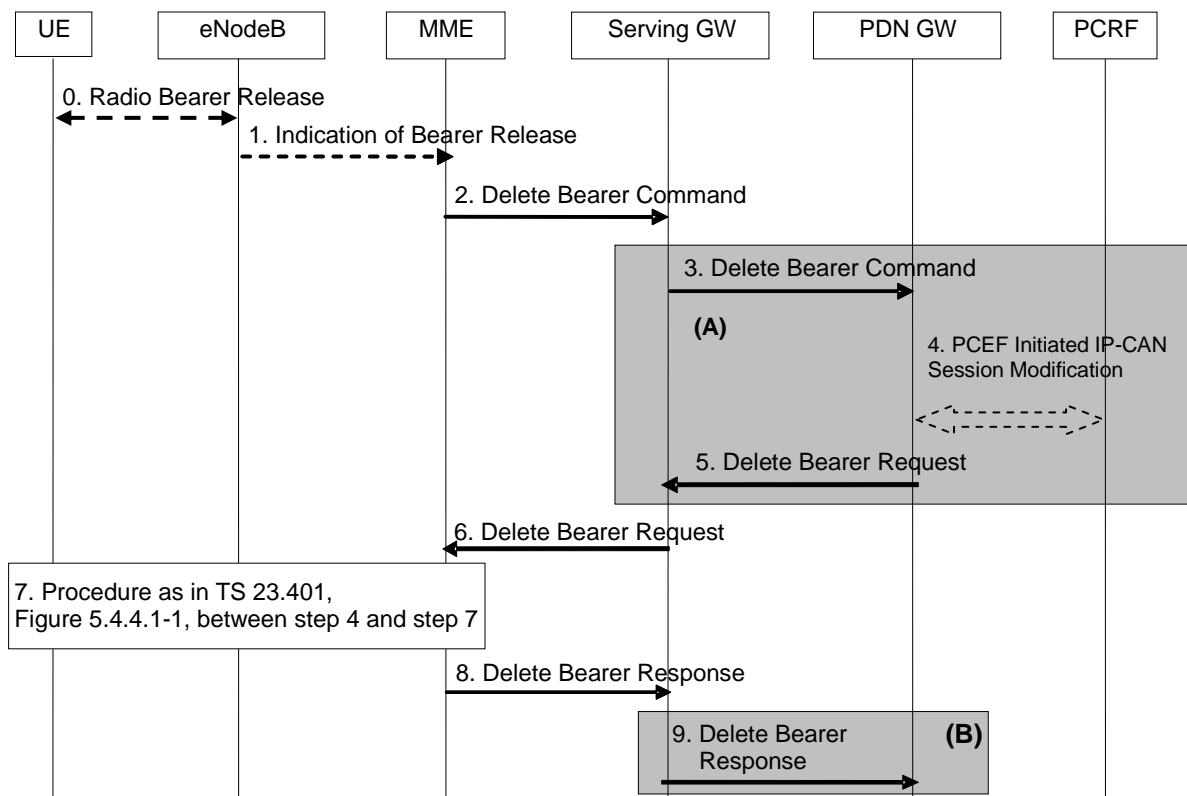 UE
eNodeB
MME
Serving GW
PDN GW
PCRF
0. Radio Bearer Release
1. Indication of Bearer Release
2. Delete Bearer Command
3. Delete Bearer Command
(A)
4. PCEF Initiated IP-CAN
Session Modification
5. Delete Bearer Request
6. Delete Bearer Request
7. Procedure as in TS 23.401,
Figure 5.4.4.1-1, between step 4 and step 7
8. Delete Bearer Response
9. Delete Bearer
Response
(B)